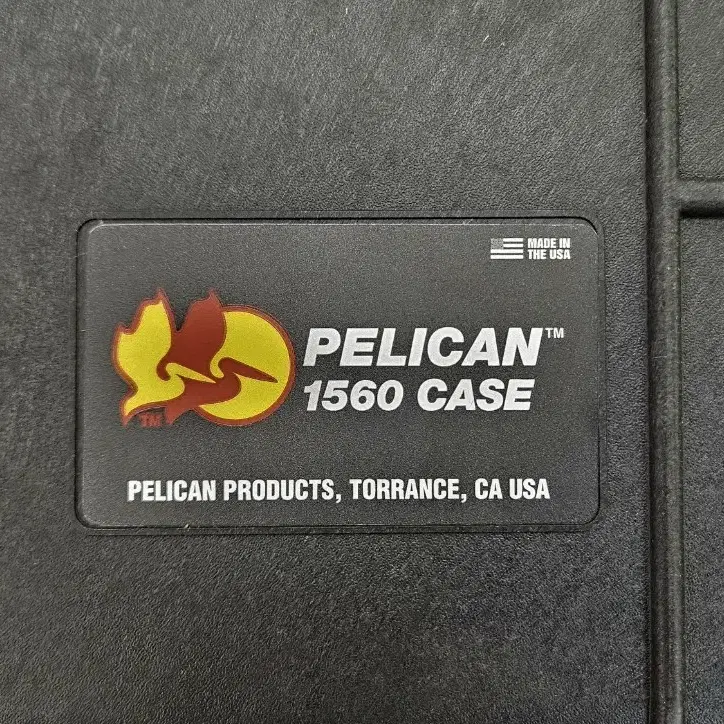 MADE IN
THE USA
PELICAN™
1560 CASE
TM
PELICAN PRODUCTS, TORRANCE, CA USA